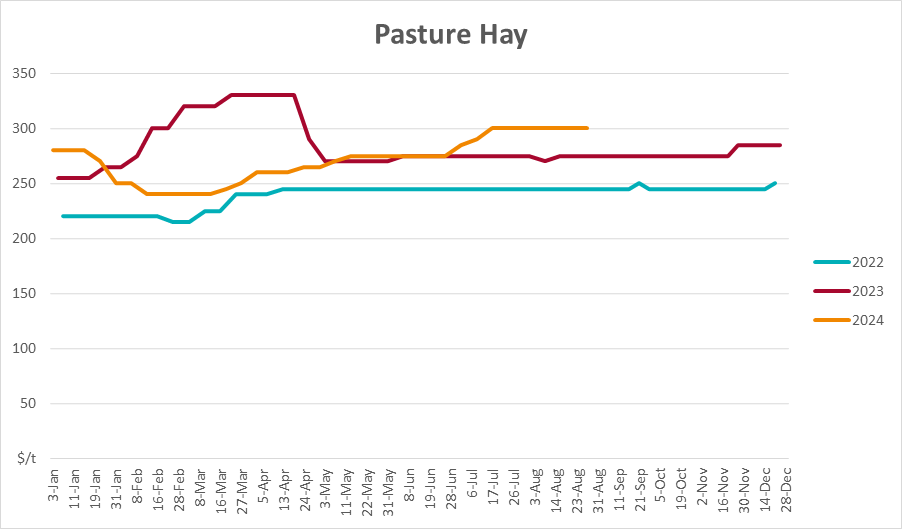 Pasture Hay
350
300
250
200
150
100
50
$/t
3-Jan
11-Jan
19-Jan
31-Jan
8-Feb
16-Feb
28-Feb
8-Mar
16-Mar
27-Mar
5-Apr
13-Apr
24-Apr
3-May
11-May
22-May
31-May
8-Jun
19-Jun
28-Jun
6-Jul
17-Jul
26-Jul
3-Aug
14-Aug
23-Aug
31-Aug
11-Sep
21-Sep
5-Oct
19-Oct
2-Nov
16-Nov
30-Nov
14-Dec
28-Dec
2022
2023
2024